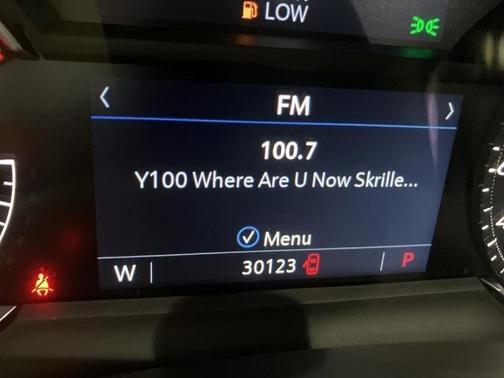 LOW
FM
100.7
Y100 Where Are U Now Skrille...
Menu
W 30123 P